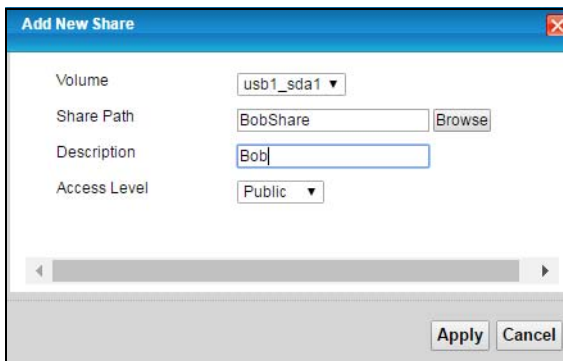 Add New Share
Volume usb1_sda1
Share Path BobShare Browse
Description Bob
Access Level Public
Apply Cancel